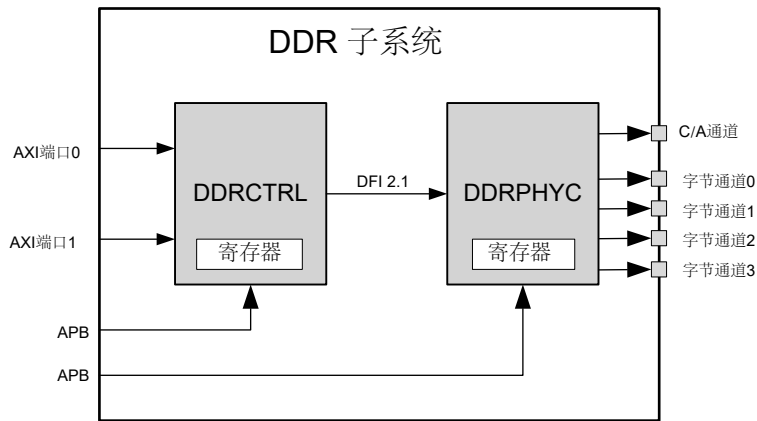 DDR 子系统
AXI端口0
AXI端口1
APB
APB
DDRCTRL
寄存器
DFI 2.1
DDRPHYC
寄存器
C/A通道
字节通道0
字节通道1
字节通道2
字节通道3